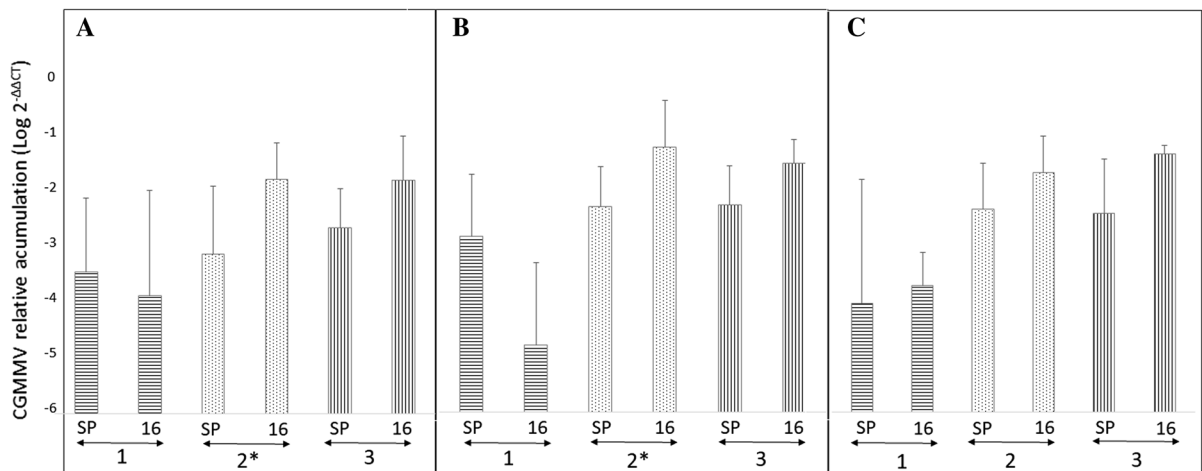 A B C
CGMMV relative acumulation (Log 2^-ΔΔCT)
0
-1
-2
-3
-4
-5
-6
SP 16 SP 16 SP 16 SP 16 SP 16 SP 16 SP 16 SP 16 SP 16
1 2* 3 1 2* 3 1 2 3